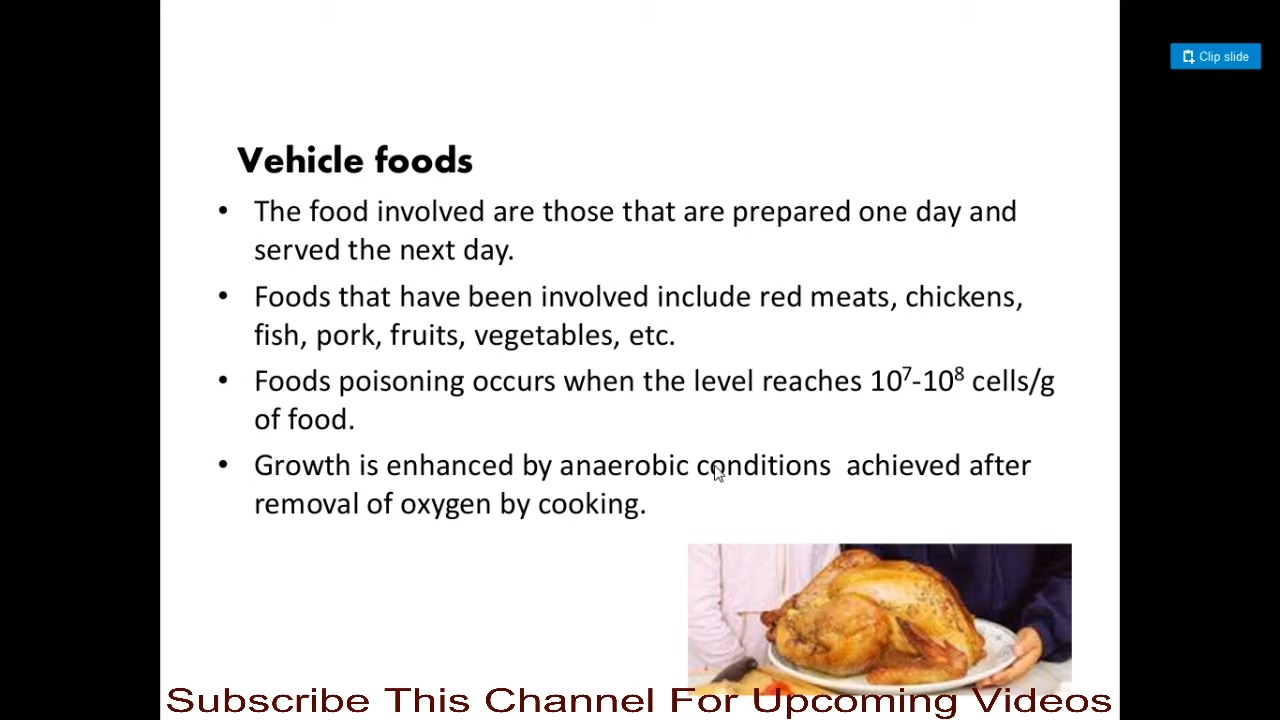 Clip slide
Vehicle foods
• The food involved are those that are prepared one day and
served the next day.
• Foods that have been involved include red meats, chickens,
fish, pork, fruits, vegetables, etc.
• Foods poisoning occurs when the level reaches 10⁷-10⁸ cells/g
of food.
• Growth is enhanced by anaerobic conditions  achieved after
removal of oxygen by cooking.
Subscribe This Channel For Upcoming Videos